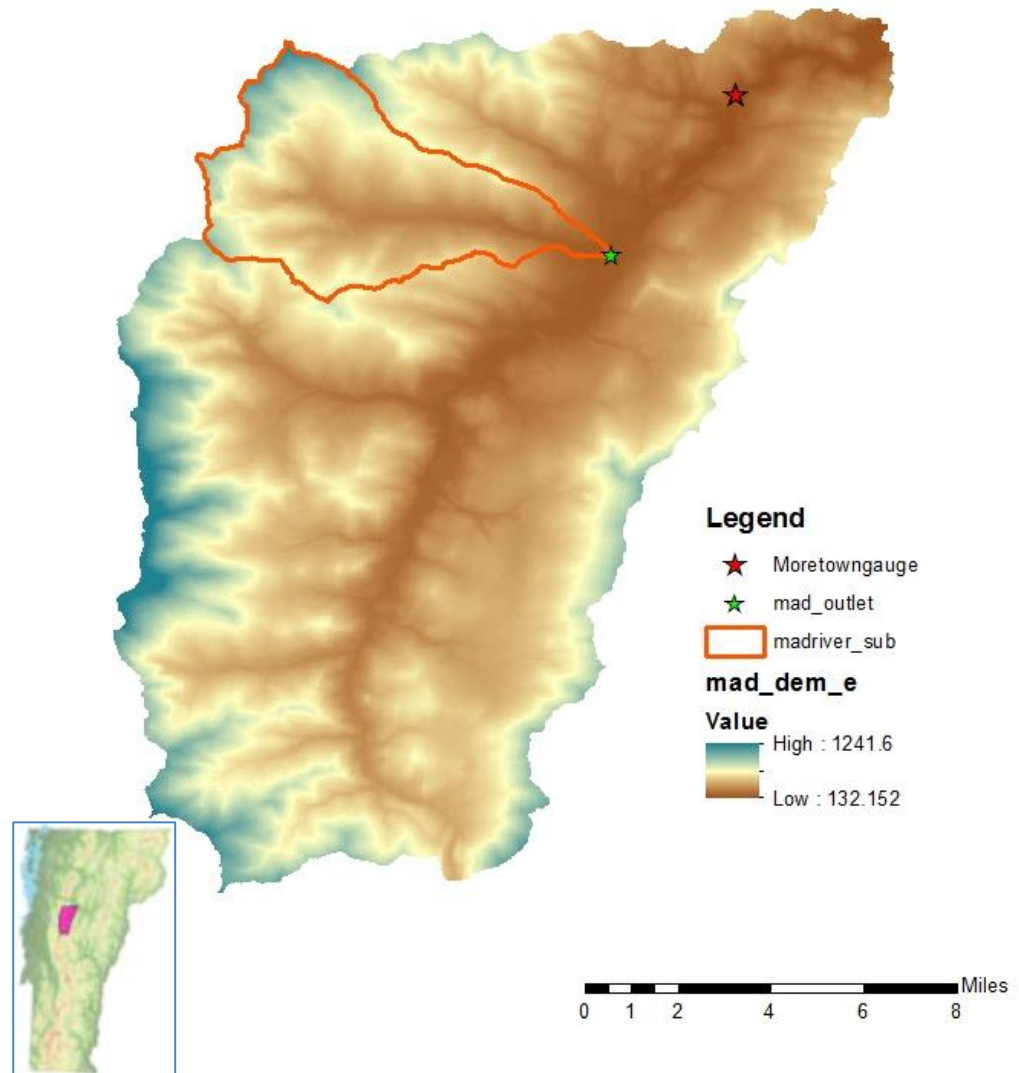 Legend
Moretowngauge
mad_outlet
madriver_sub
mad_dem_e
Value
High : 1241.6
Low : 132.152
Miles
0 1 2 4 6 8